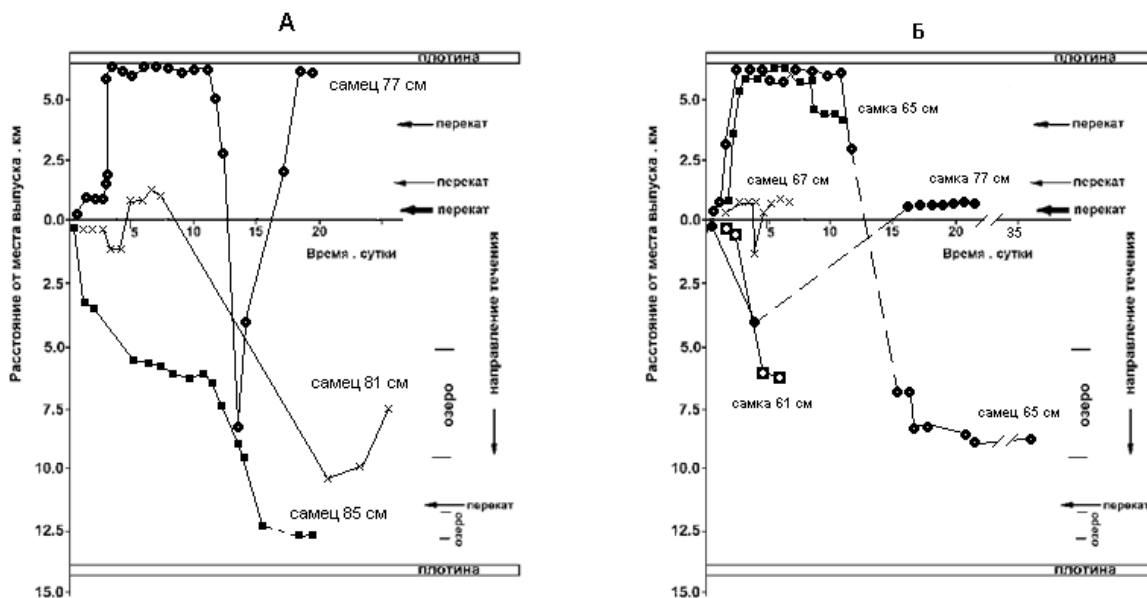 А
плотина
самец 77 см
5.0
перекат
2.5
перекат
перекат
0.0
5
10
15
20
Время . сутки
2.5
5.0
самец 81 см
7.5
10.0
самец 85 см
перекат
12.5
плотина
15.0
Расстояние от места выпуска . км
озеро
озеро
направление течения
Б
плотина
5.0
самка 65 см
перекат
2.5
самец 67 см
перекат
самка 77 см
перекат
0.0
5
10
15
20
35
Время . сутки
2.5
5.0
самка 61 см
самец 65 см
7.5
10.0
перекат
12.5
плотина
15.0
Расстояние от места выпуска . км
озеро
озеро
направление течения